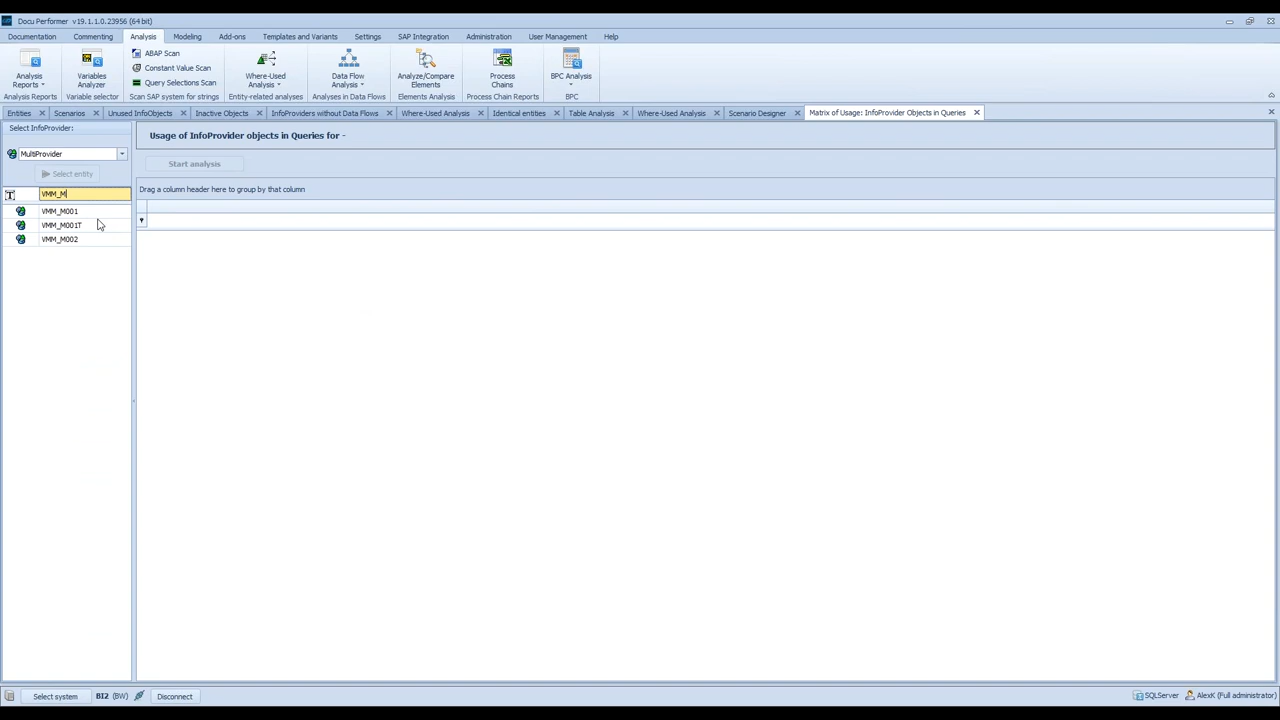 Docu Performer v19.1.1.0.23956 (64 bit)
Documentation Commenting Analysis Modeling Add-ons Templates and Variants Settings SAP Integration Administration User Management Help
Analysis Reports
Variables Analyzer
ABAP Scan
Constant Value Scan
Query Selections Scan
Where-Used Analysis
Data Flow Analysis
Analyze/Compare Elements
Process Chains
BPC Analysis
Analysis Reports Variable selector Scan SAP system for strings Entity-related analyses Analyses in Data Flows Elements Analysis Process Chain Reports BPC
Entities Scenarios Unused InfoObjects Inactive Objects InfoProviders without Data Flows Where-Used Analysis Identical entities Table Analysis Where-Used Analysis Scenario Designer Matrix of Usage: InfoProvider Objects in Queries
Select InfoProvider:
Usage of InfoProvider objects in Queries for -
MultiProvider
Start analysis
Select entity
Drag a column header here to group by that column
VMM_M
VMM_M001
VMM_M001T
VMM_M002
Select system BI2 (BW) Disconnect SQLServer AlexK (Full administrator)